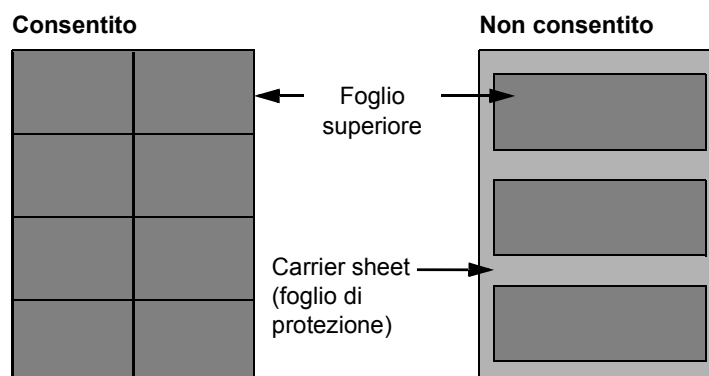 Consentito
Non consentito
Foglio
superiore
Carrier sheet
(foglio di
protezione)